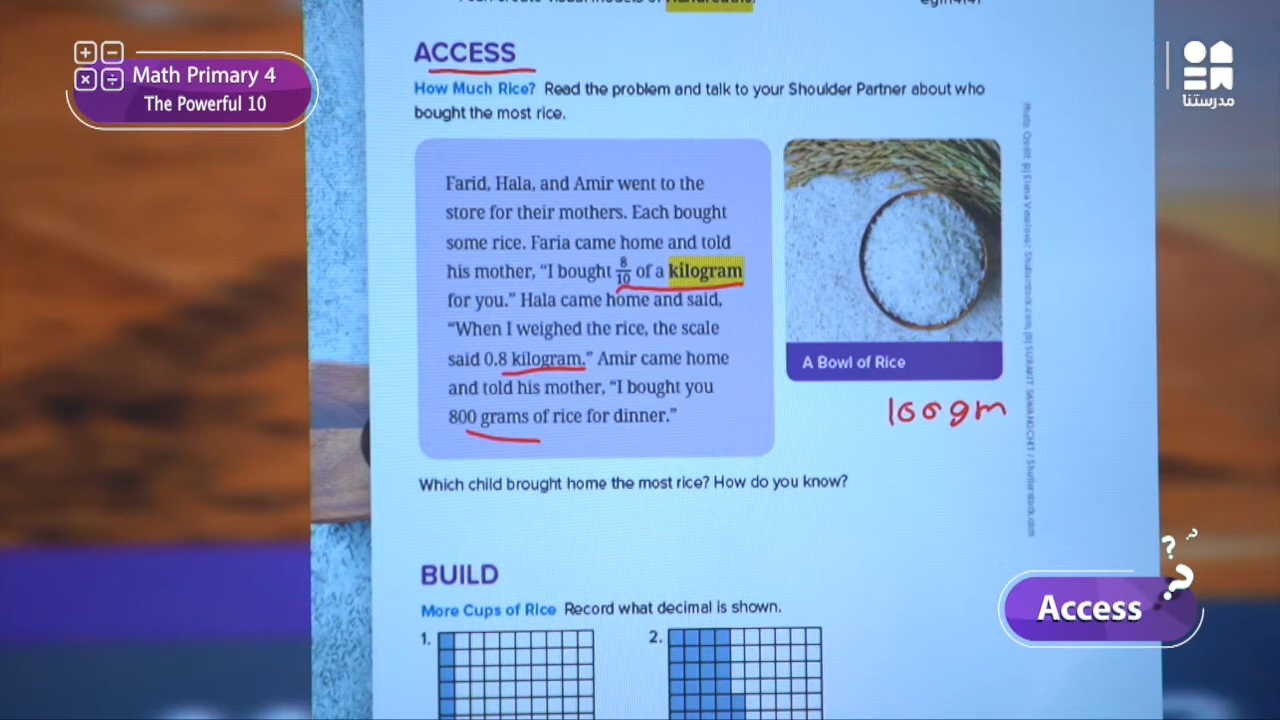 Math Primary 4
The Powerful 10
مدرستنا
ACCESS
How Much Rice? Read the problem and talk to your Shoulder Partner about who
bought the most rice.
Farid, Hala, and Amir went to the
store for their mothers. Each bought
some rice. Faria came home and told
his mother, “I bought 8/10 of a kilogram
for you.” Hala came home and said,
“When I weighed the rice, the scale
said 0.8 kilogram.” Amir came home
and told his mother, “I bought you
800 grams of rice for dinner.”
A Bowl of Rice
100gm
Which child brought home the most rice? How do you know?
BUILD
More Cups of Rice Record what decimal is shown.
1.
2.
Access